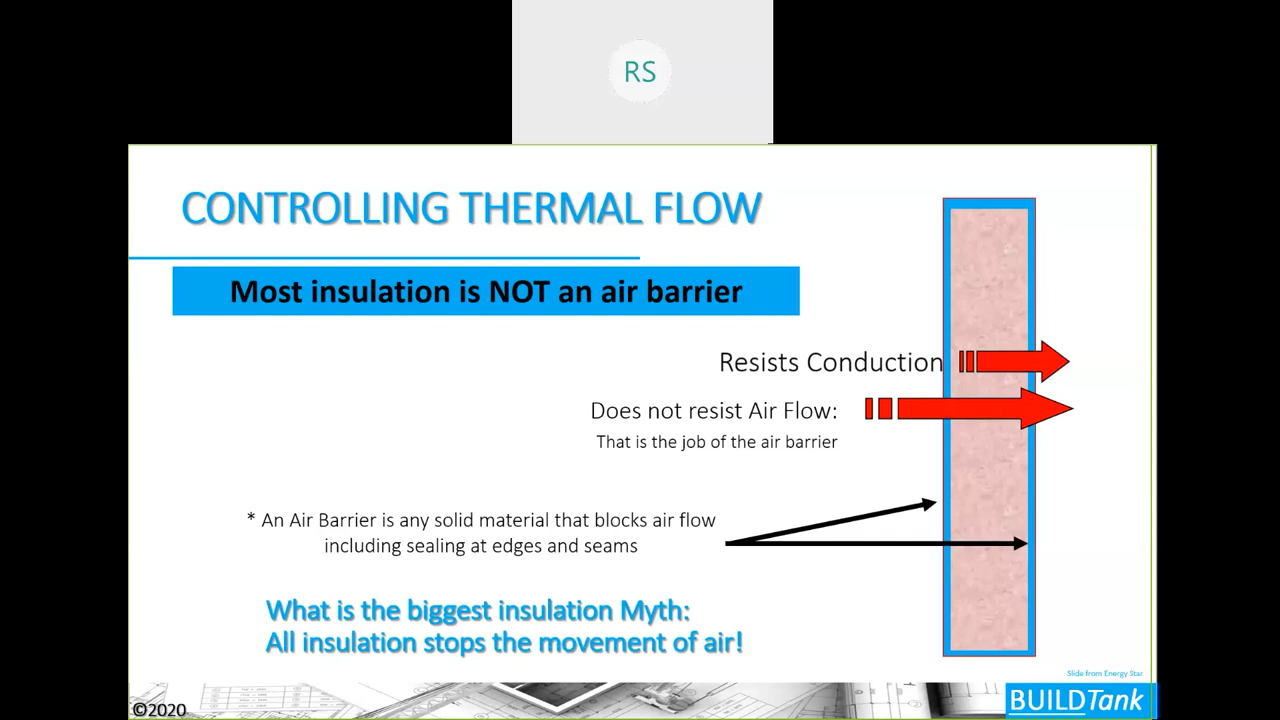 RS
CONTROLLING THERMAL FLOW
Most insulation is NOT an air barrier
Resists Conduction
Does not resist Air Flow:
That is the job of the air barrier
* An Air Barrier is any solid material that blocks air flow
including sealing at edges and seams
What is the biggest insulation Myth:
All insulation stops the movement of air!
Slide from Energy Star
©2020
BUILDTank